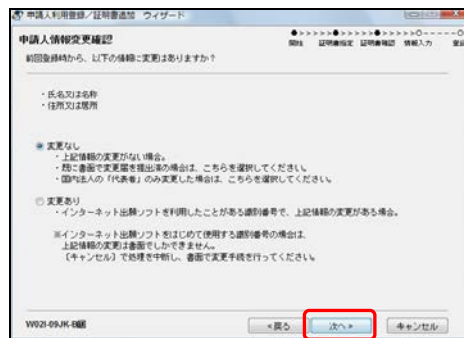 申請人利用登録/証明書追加 ウィザード
申請人情報変更確認
●>>>>>●>>>>>●>>>>>○-----○
開始 証明書指定 証明書確認 情報入力
前回登録時から、以下の情報に変更はありますか?
・氏名又は名称
・住所又は居所
変更なし
・上記情報の変更がない場合。
・既に書面で変更届を提出済の場合は、こちらを選択してください。
・国内法人の「代表者」のみ変更した場合は、こちらを選択してください。
変更あり
・インターネット出願ソフトを利用したことがある識別番号で、上記情報の変更がある場合。
※インターネット出願ソフトをはじめて使用する識別番号の場合は、
上記情報の変更は書面でしかできません。
[キャンセル]で処理を中断し、書面で変更手続を行ってください。
W02I-09JK-B
<戻る 次へ> キャンセル